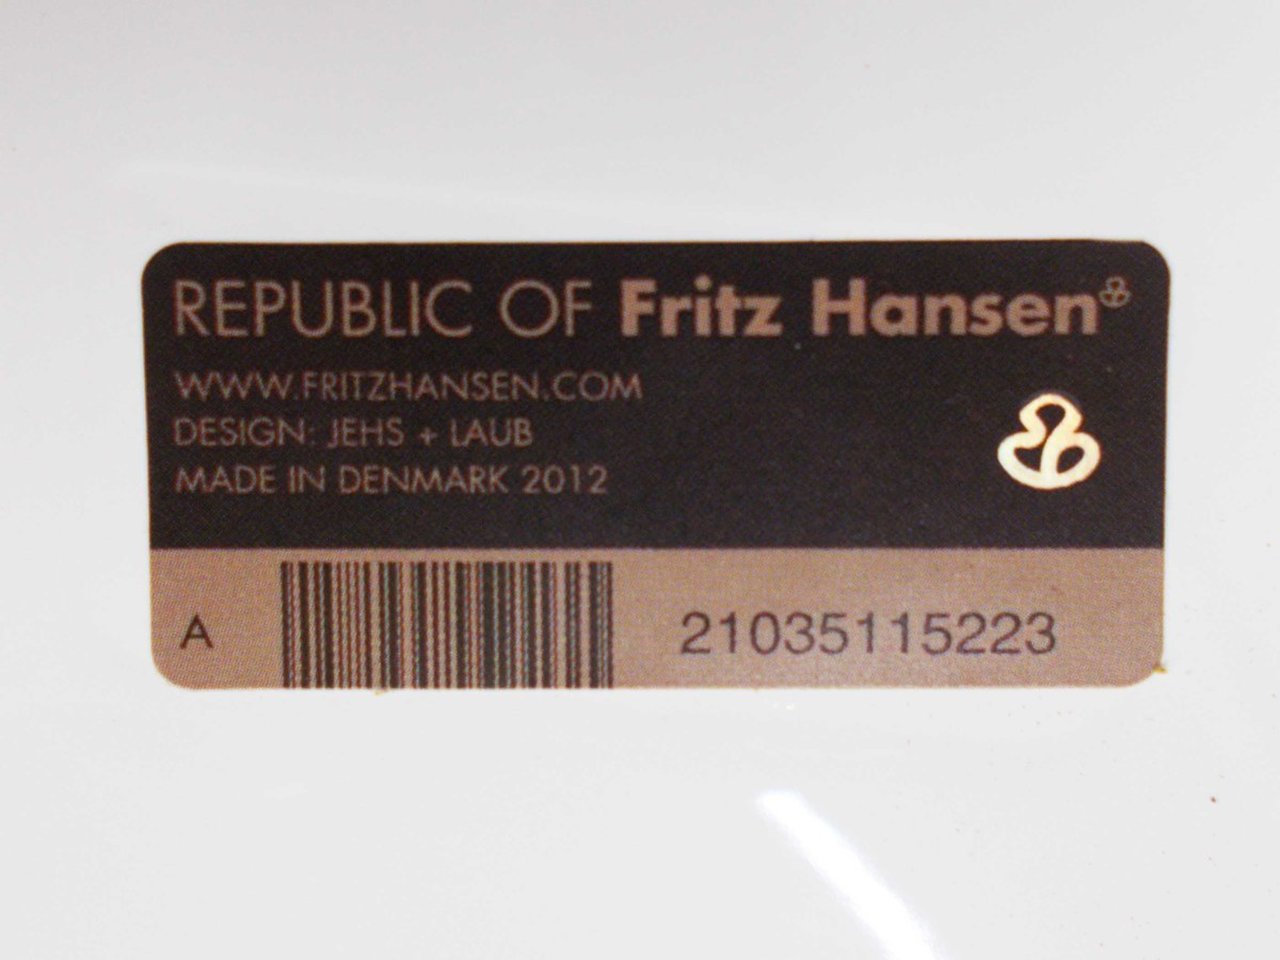 REPUBLIC OF Fritz Hansen
WWW.FRITZHANSEN.COM
DESIGN: JEHS + LAUB
MADE IN DENMARK 2012
A 21035115223